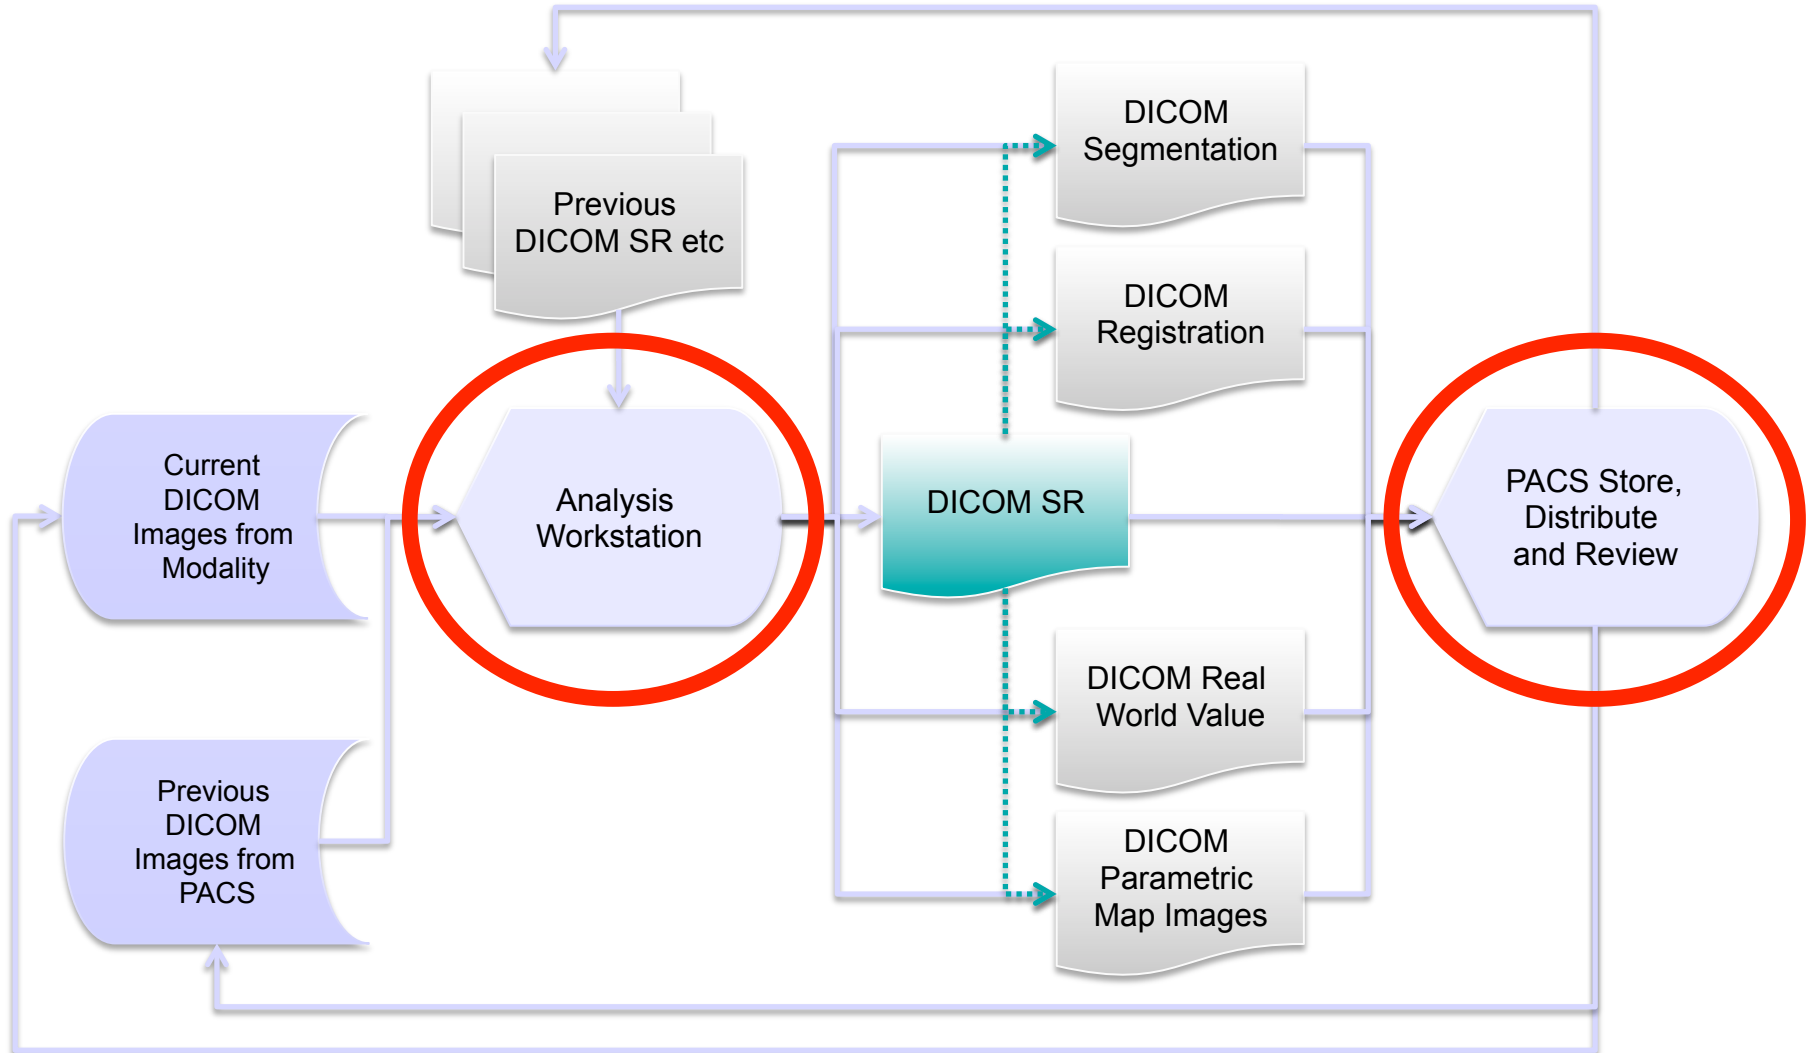 Previous
DICOM SR etc
Current
DICOM
Images from
Modality
Previous
DICOM
Images from
PACS
Analysis
Workstation
DICOM
Segmentation
DICOM
Registration
DICOM SR
DICOM Real
World Value
DICOM
Parametric
Map Images
PACS Store,
Distribute
and Review